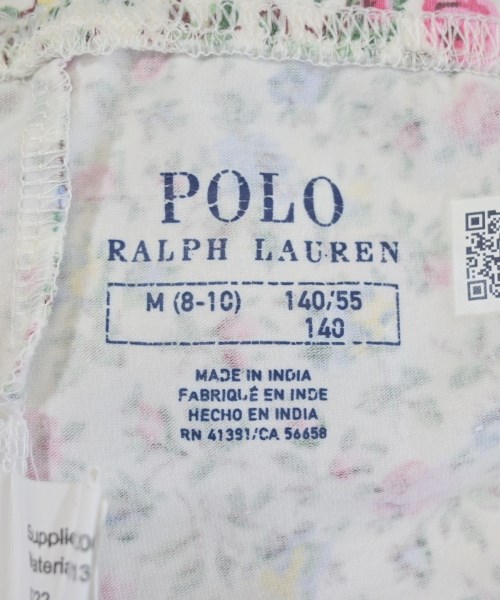 POLO
RALPH LAUREN
M (8-10) 140/55
140
MADE IN INDIA
FABRIQUÉ EN INDE
HECHO EN INDIA
RN 41381/CA 56658